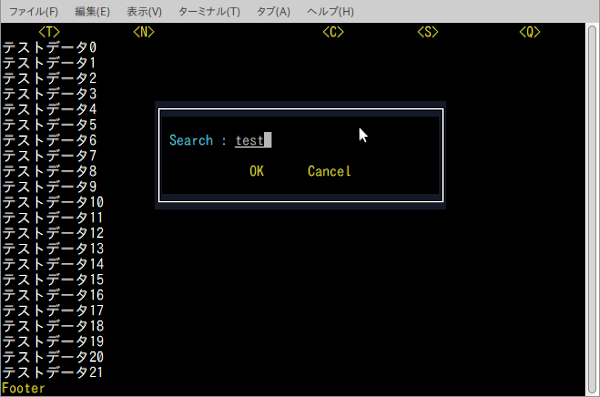 ファイル(F) 編集(E) 表示(V) ターミナル(T) タブ(A) ヘルプ(H)
<T> <N> <C> <S> <Q>
テストデータ0
テストデータ1
テストデータ2
テストデータ3
テストデータ4
テストデータ5
テストデータ6
テストデータ7
テストデータ8
テストデータ9
テストデータ10
テストデータ11
テストデータ12
テストデータ13
テストデータ14
テストデータ15
テストデータ16
テストデータ17
テストデータ18
テストデータ19
テストデータ20
テストデータ21
Footer
Search : test
OK Cancel